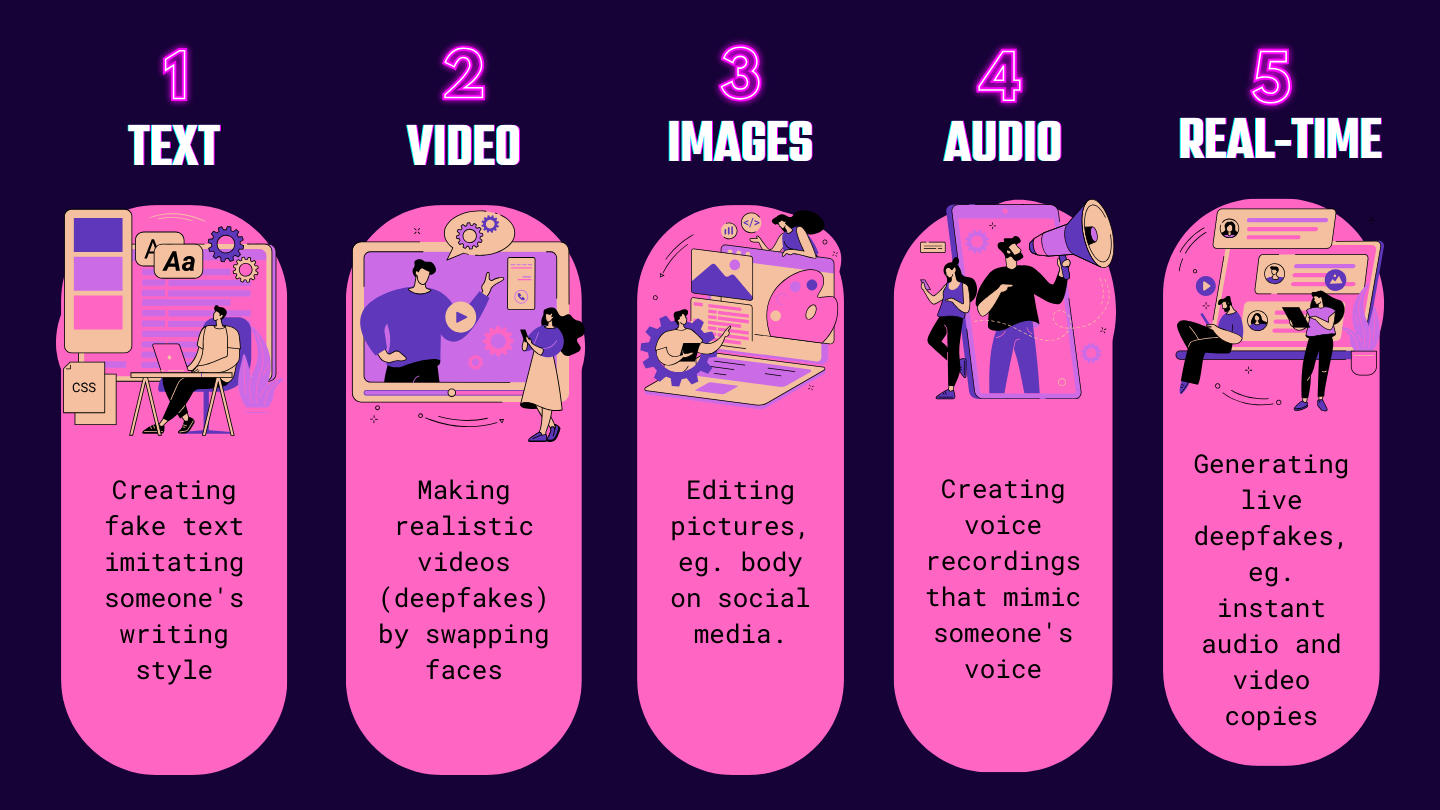 1
TEXT
Aa
CSS
Creating
fake text
imitating
someone's
writing
style
2
VIDEO
Making
realistic
videos
(deepfakes)
by swapping
faces
3
IMAGES
</>
Editing
pictures,
eg. body
on social
media.
4
AUDIO
Creating
voice
recordings
that mimic
someone's
voice
5
REAL-TIME
Generating
live
deepfakes,
eg.
instant
audio and
video
copies